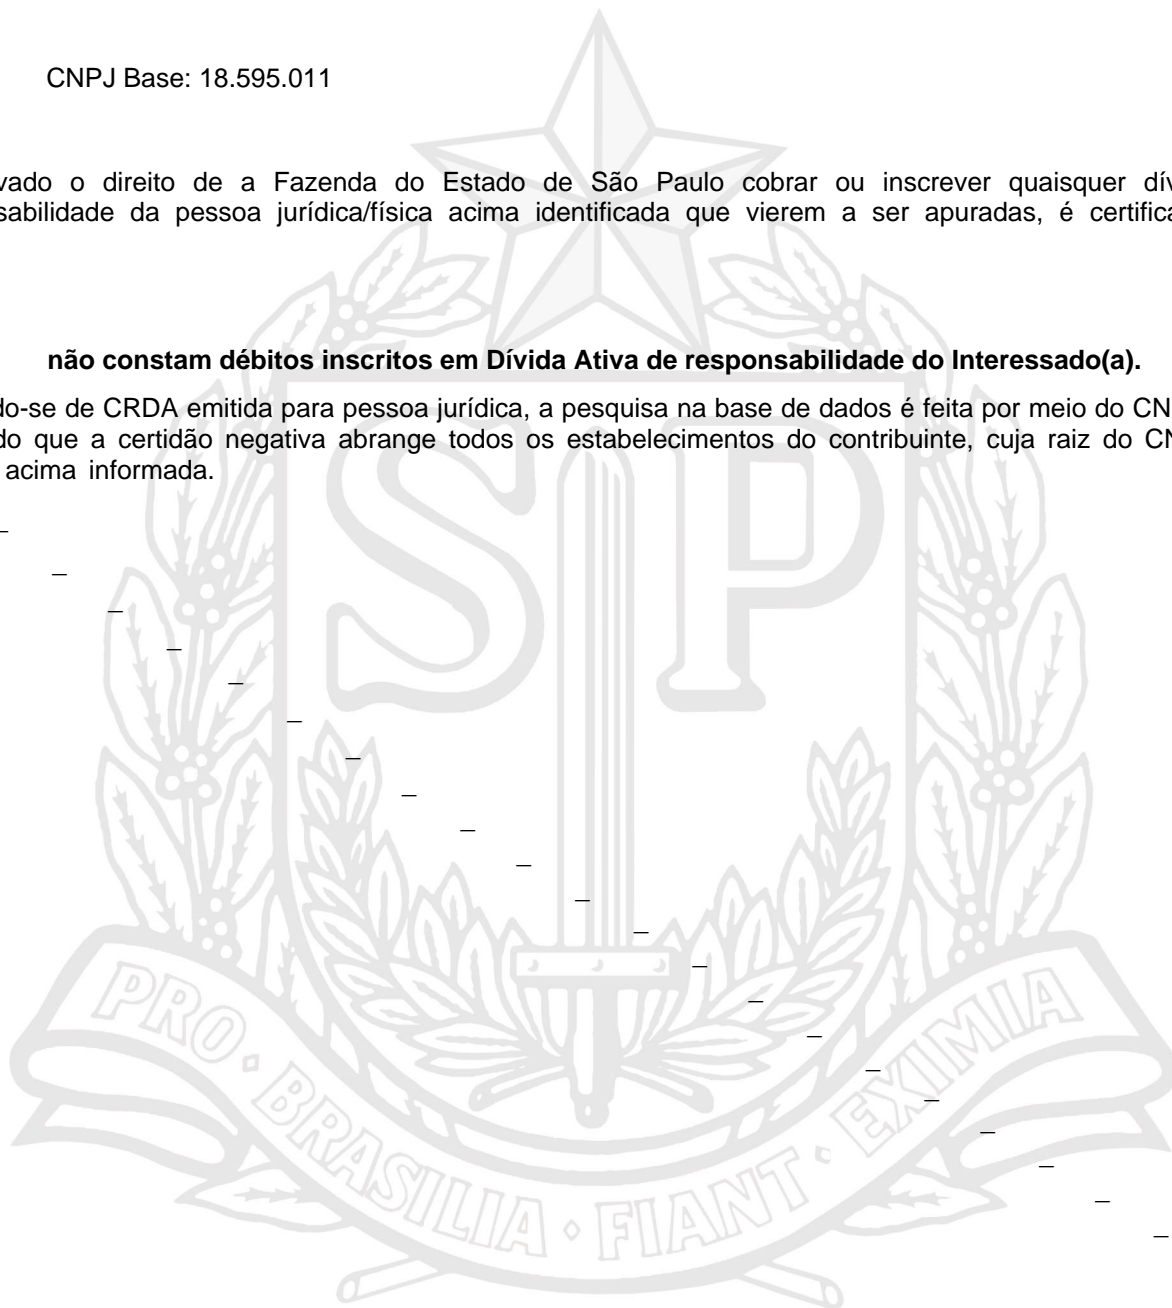 CNPJ Base: 18.595.011
vado o direito de a Fazenda do Estado de São Paulo cobrar ou inscrever quaisquer dív
sabilidade da pessoa jurídica/física acima identificada que vierem a ser apuradas, é certifica
não constam débitos inscritos em Dívida Ativa de responsabilidade do Interessado(a).
do-se de CRDA emitida para pessoa jurídica, a pesquisa na base de dados é feita por meio do CN
do que a certidão negativa abrange todos os estabelecimentos do contribuinte, cuja raiz do CN
acima informada.
SP
PRO • BRASILIA • FIANT • EXIMIA